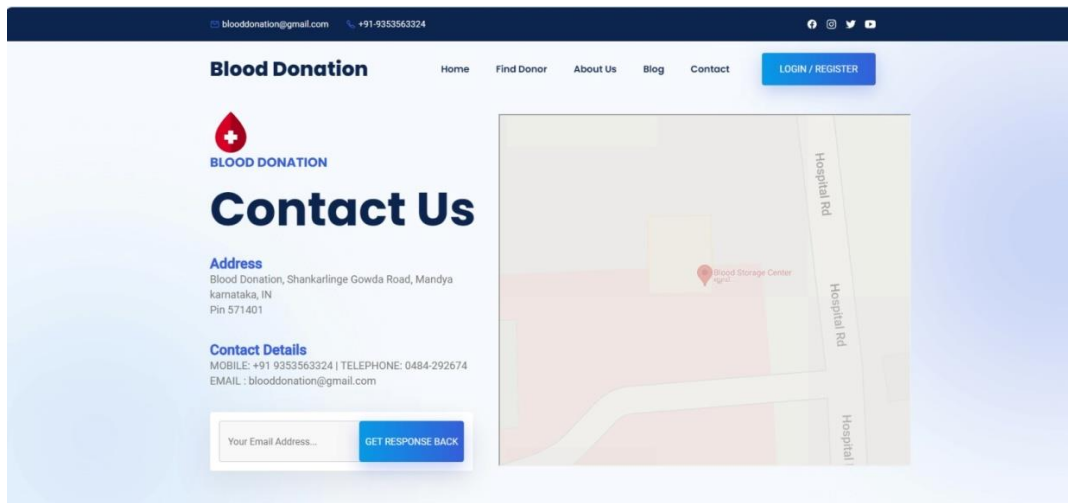 blooddonation@gmail.com +91-9353563324
Blood Donation Home Find Donor About Us Blog Contact LOGIN / REGISTER
BLOOD DONATION
Contact Us
Address
Blood Donation, Shankarlinge Gowda Road, Mandya
karnataka, IN
Pin 571401
Contact Details
MOBILE: +91 9353563324 | TELEPHONE: 0484-292674
EMAIL : blooddonation@gmail.com
Your Email Address... GET RESPONSE BACK
Hospital Rd
Blood Storage Center
Hospital Rd
Hospital